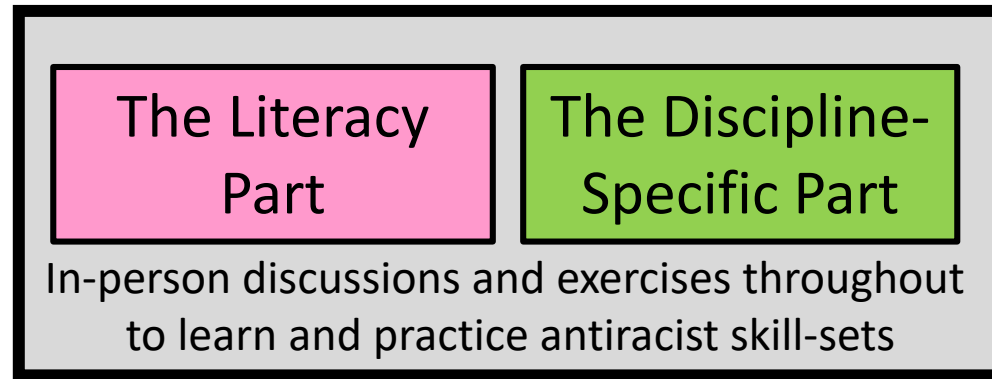 The Literacy
Part
The Discipline-
Specific Part
In-person discussions and exercises throughout
to learn and practice antiracist skill-sets